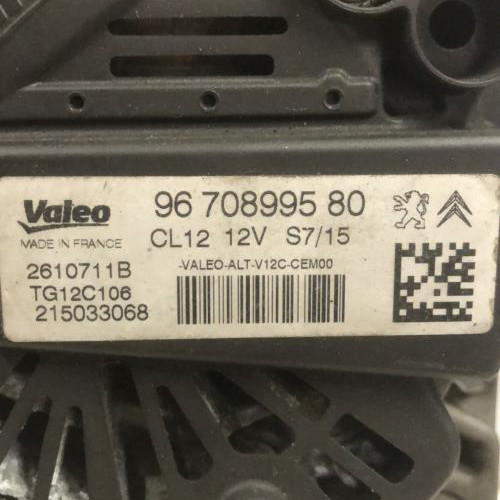 Valeo
MADE IN FRANCE
96 708995 80
CL12 12V S7/15
2610711B
TG12C106
215033068
-VALEO-ALT-V12C-CEM00